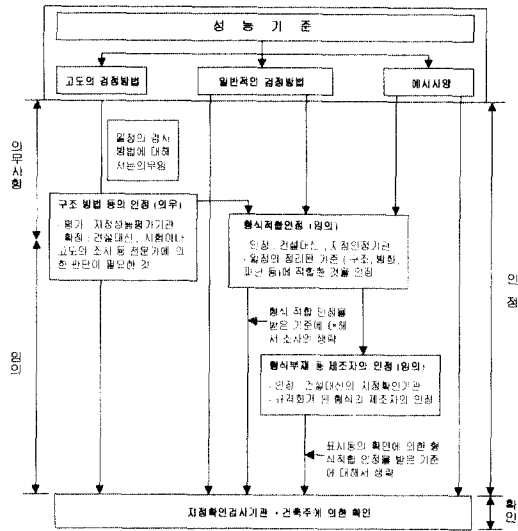 성 능 기 준
고도의 검정방법
일반적인 검정방법
예시사양
의무사항
일정의 검사
방법에 대해
서는의무임
구조 방법 등의 인정 (의무)
- 평가 : 지정성능평가기관
- 확정 : 건설대신, 시험이나
고도의 조사 등 전문가에 의
한 판단이 필요한 것
형식적합인정 (임의)
- 인정 : 건설대신, 지정인정기관
- 일정의 정리된 기준 (구조, 방화,
피난 등)에 적합한 것을 인정
인 정
임의
형식 적합 인정을
받은 기준에 대해
서 조사의 생략
형식부재 등 제조자의 인정 (임의)
- 인정 : 건설대신의 지정확인기관
- 규격화가 된 형식의 제조자의 인정
표시등의 확인에 의한 형
식적합 인정을 받은 기준
에 대해서 생략
지정확인검사기관 · 건축주에 의한 확인
확인